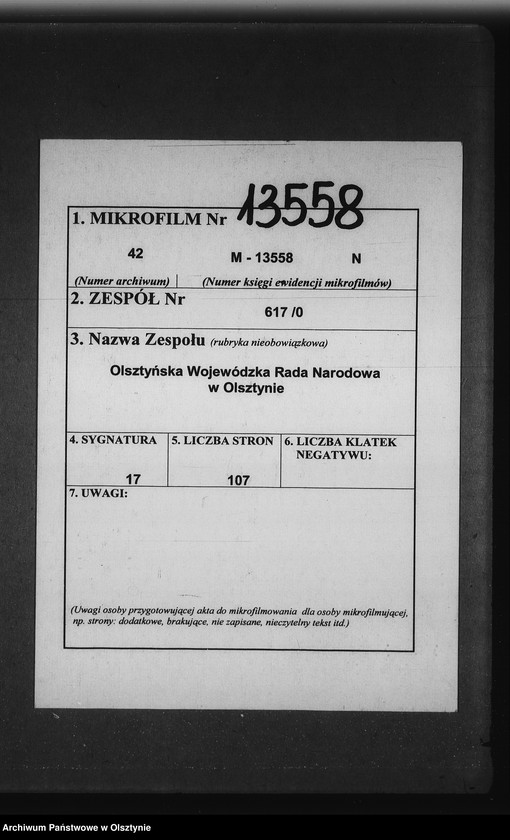 13558
1. MIKROFILM Nr
42 M - 13558 N
(Numer archiwum) (Numer księgi ewidencji mikrofilmów)
2. ZESPÓŁ Nr
617 /0
3. Nazwa Zespołu (rubryka nieobowiązkowa)
Olsztyńska Wojewódzka Rada Narodowa
w Olsztynie
4. SYGNATURA 5. LICZBA STRON 6. LICZBA KLATEK
NEGATYWU:
17 107
7. UWAGI:
(Uwagi osoby przygotowującej akta do mikrofilmowania dla osoby mikrofilmującej,
np. strony: dodatkowe, brakujące, nie zapisane, nieczytelny tekst itd.)
Archiwum Państwowe w Olsztynie